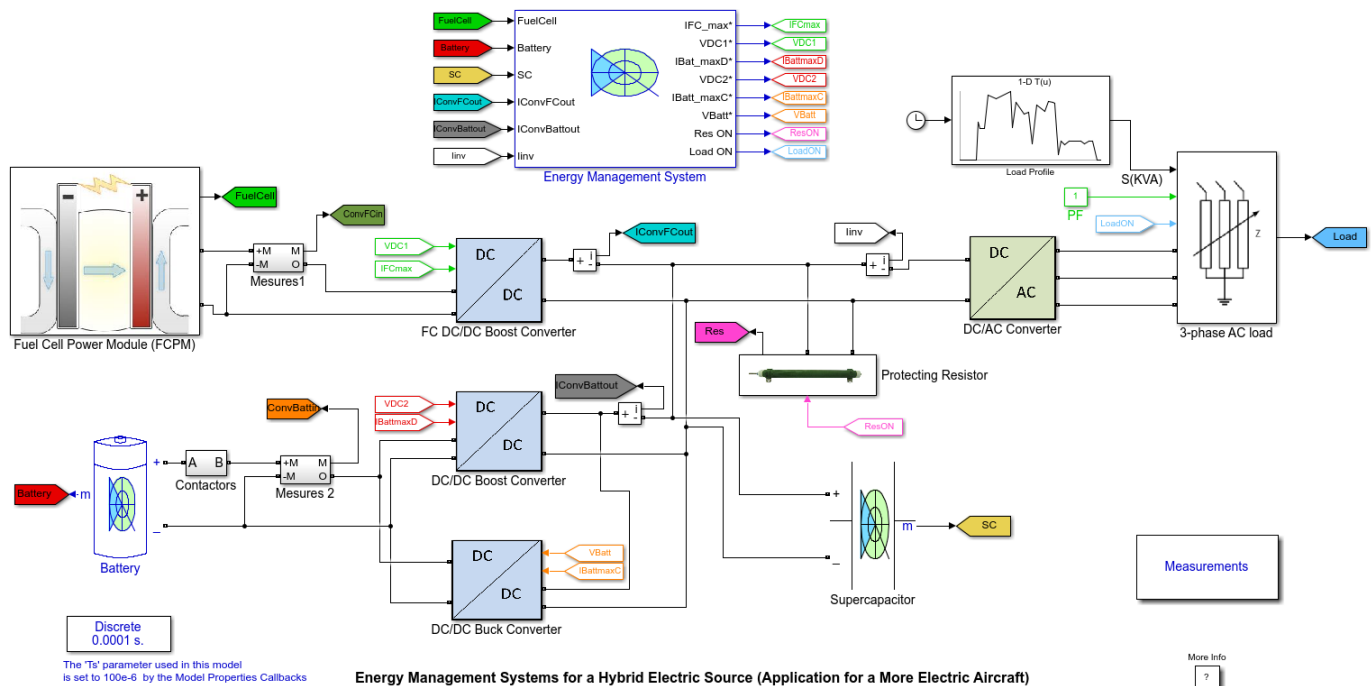 FuelCell
FuelCell
IFC_max*
IFCmax
Battery
Battery
VDC1*
VDC1
SC
SC
IBat_maxD*
IBattmaxD
VDC2*
VDC2
IConvFCout
IConvFCout
IBatt_maxC*
IBattmaxC
VBatt*
VBatt
IConvBattout
IConvBattout
Res ON
ResON
Iinv
Iinv
Load ON
LoadON
Energy Management System
1-D T(u)
Load Profile
S(KVA)
1
PF
LoadON
Z
Load
3-phase AC load
FuelCell
- +
Fuel Cell Power Module (FCPM)
ConvFCin
+M M
-M O
Mesures1
VDC1
IFCmax
DC
DC
FC DC/DC Boost Converter
IConvFCout
+ i
-
Iinv
+ i
-
DC
AC
DC/AC Converter
Res
Protecting Resistor
ResON
IConvBattout
+ i
-
ConvBattin
VDC2
IBattmaxD
DC
DC
DC/DC Boost Converter
+
A B
Contactors
+M M
-M O
Mesures 2
Battery
m
–
Battery
DC
DC
VBatt
IBattmaxC
DC/DC Buck Converter
+
m
SC
–
Supercapacitor
Measurements
Discrete
0.0001 s.
The 'Ts' parameter used in this model
is set to 100e-6 by the Model Properties Callbacks
Energy Management Systems for a Hybrid Electric Source (Application for a More Electric Aircraft)
More Info
?